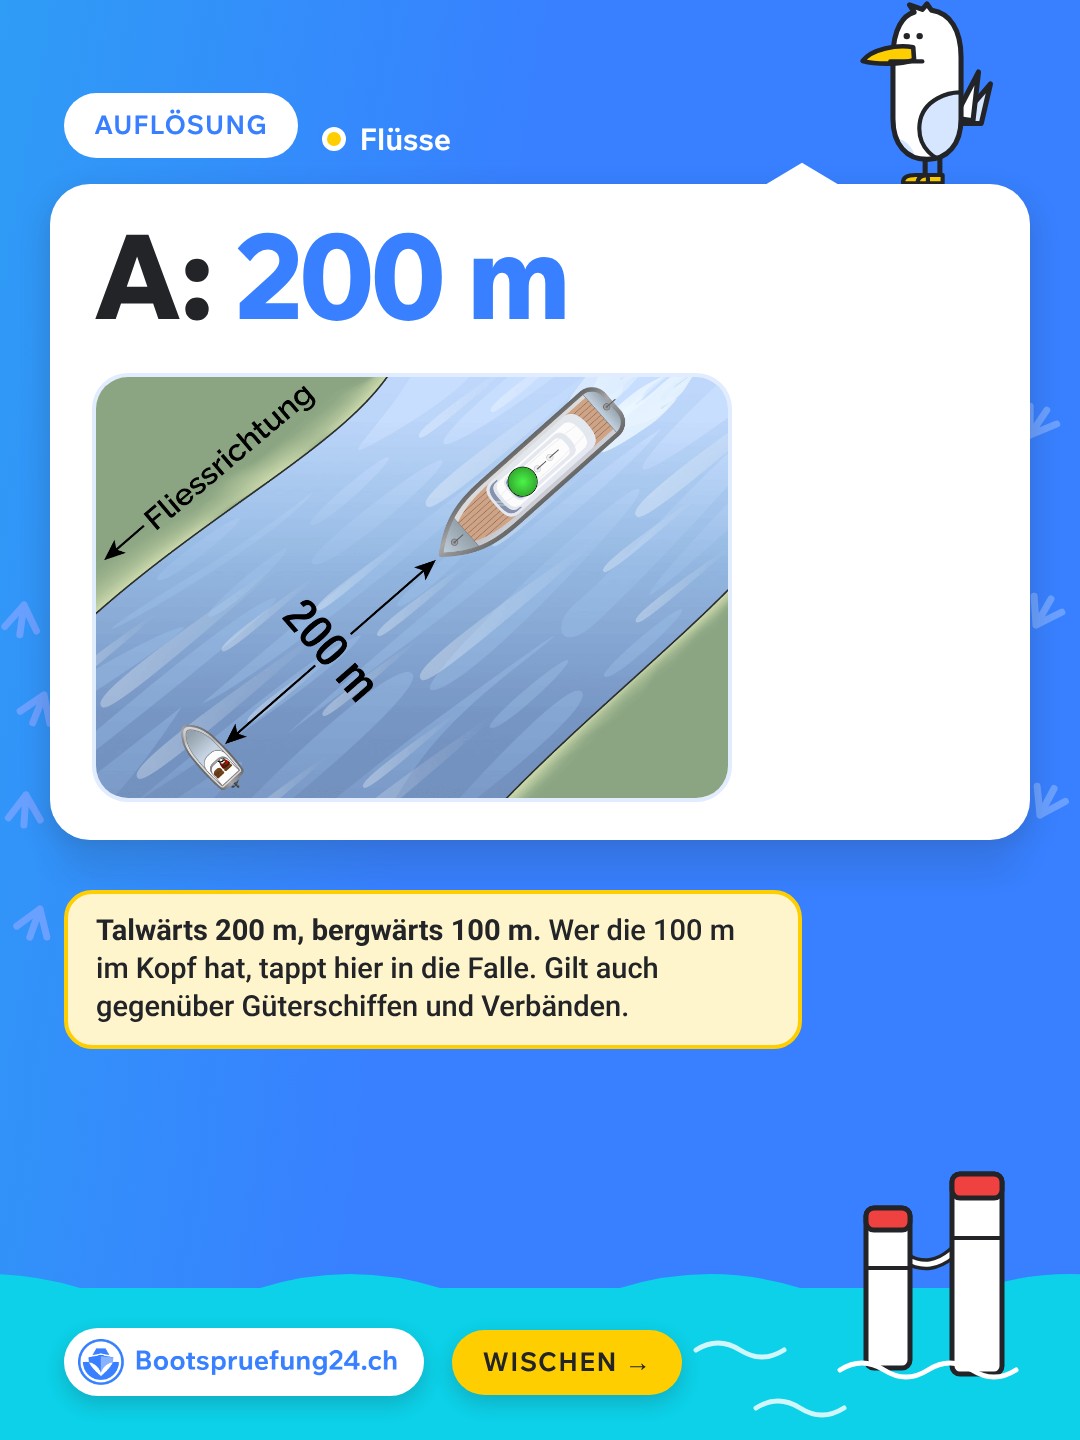 AUFLÖSUNG
Flüsse
A: 200 m
Fliessrichtung
200 m
Talwärts 200 m, bergwärts 100 m. Wer die 100 m
im Kopf hat, tappt hier in die Falle. Gilt auch
gegenüber Güterschiffen und Verbänden.
Bootspruefung24.ch
WISCHEN →